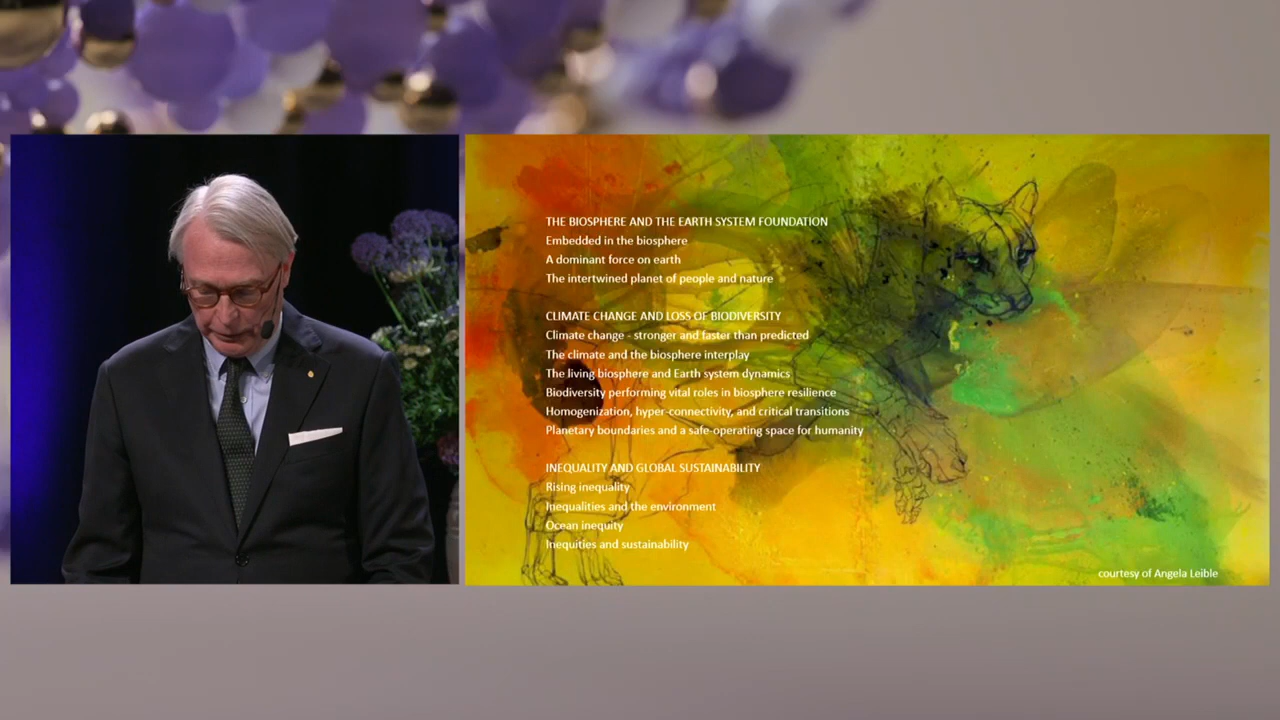 THE BIOSPHERE AND THE EARTH SYSTEM FOUNDATION
Embedded in the biosphere
A dominant force on earth
The intertwined planet of people and nature
CLIMATE CHANGE AND LOSS OF BIODIVERSITY
Climate change - stronger and faster than predicted
The climate and the biosphere interplay
The living biosphere and Earth system dynamics
Biodiversity performing vital roles in biosphere resilience
Homogenization, hyper-connectivity, and critical transitions
Planetary boundaries and a safe-operating space for humanity
INEQUALITY AND GLOBAL SUSTAINABILITY
Rising inequality
Inequalities and the environment
Ocean inequity
Inequities and sustainability
courtesy of Angela Leible